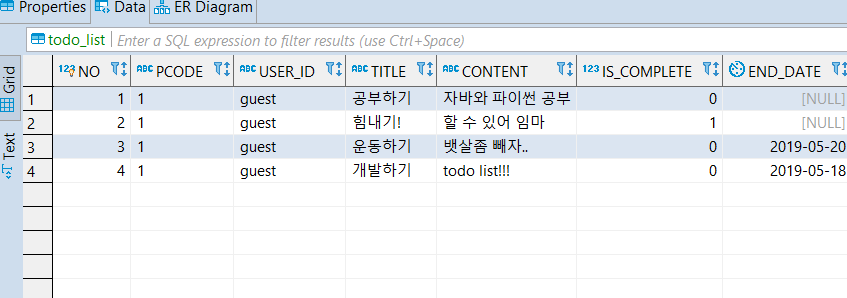 Properties Data ER Diagram
todo_list Enter a SQL expression to filter results (use Ctrl+Space)
Grid
Text
123 NO ABC PCODE ABC USER_ID ABC TITLE ABC CONTENT 123 IS_COMPLETE END_DATE
1 1 1 guest 공부하기 자바와 파이썬 공부 0 [NULL]
2 2 1 guest 힘내기! 할 수 있어 임마 1 [NULL]
3 3 1 guest 운동하기 뱃살좀 빼자.. 0 2019-05-20
4 4 1 guest 개발하기 todo list!!! 0 2019-05-18